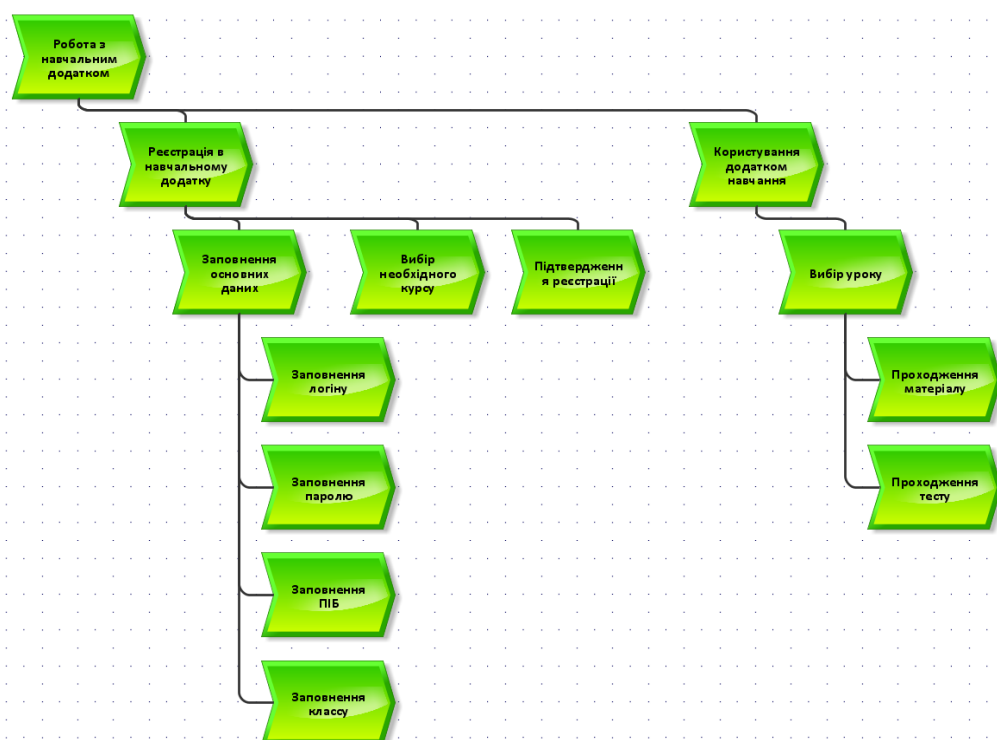 Робота з
навчальним
додатком
Реєстрація в
навчальному
додатку
Користування
додатком
навчання
Заповнення
основних
даних
Вибір
необхідного
курсу
Підтвердженн
я реєстрації
Вибір уроку
Заповнення
логіну
Проходження
матеріалу
Заповнення
паролю
Проходження
тесту
Заповнення
ПІБ
Заповнення
классу